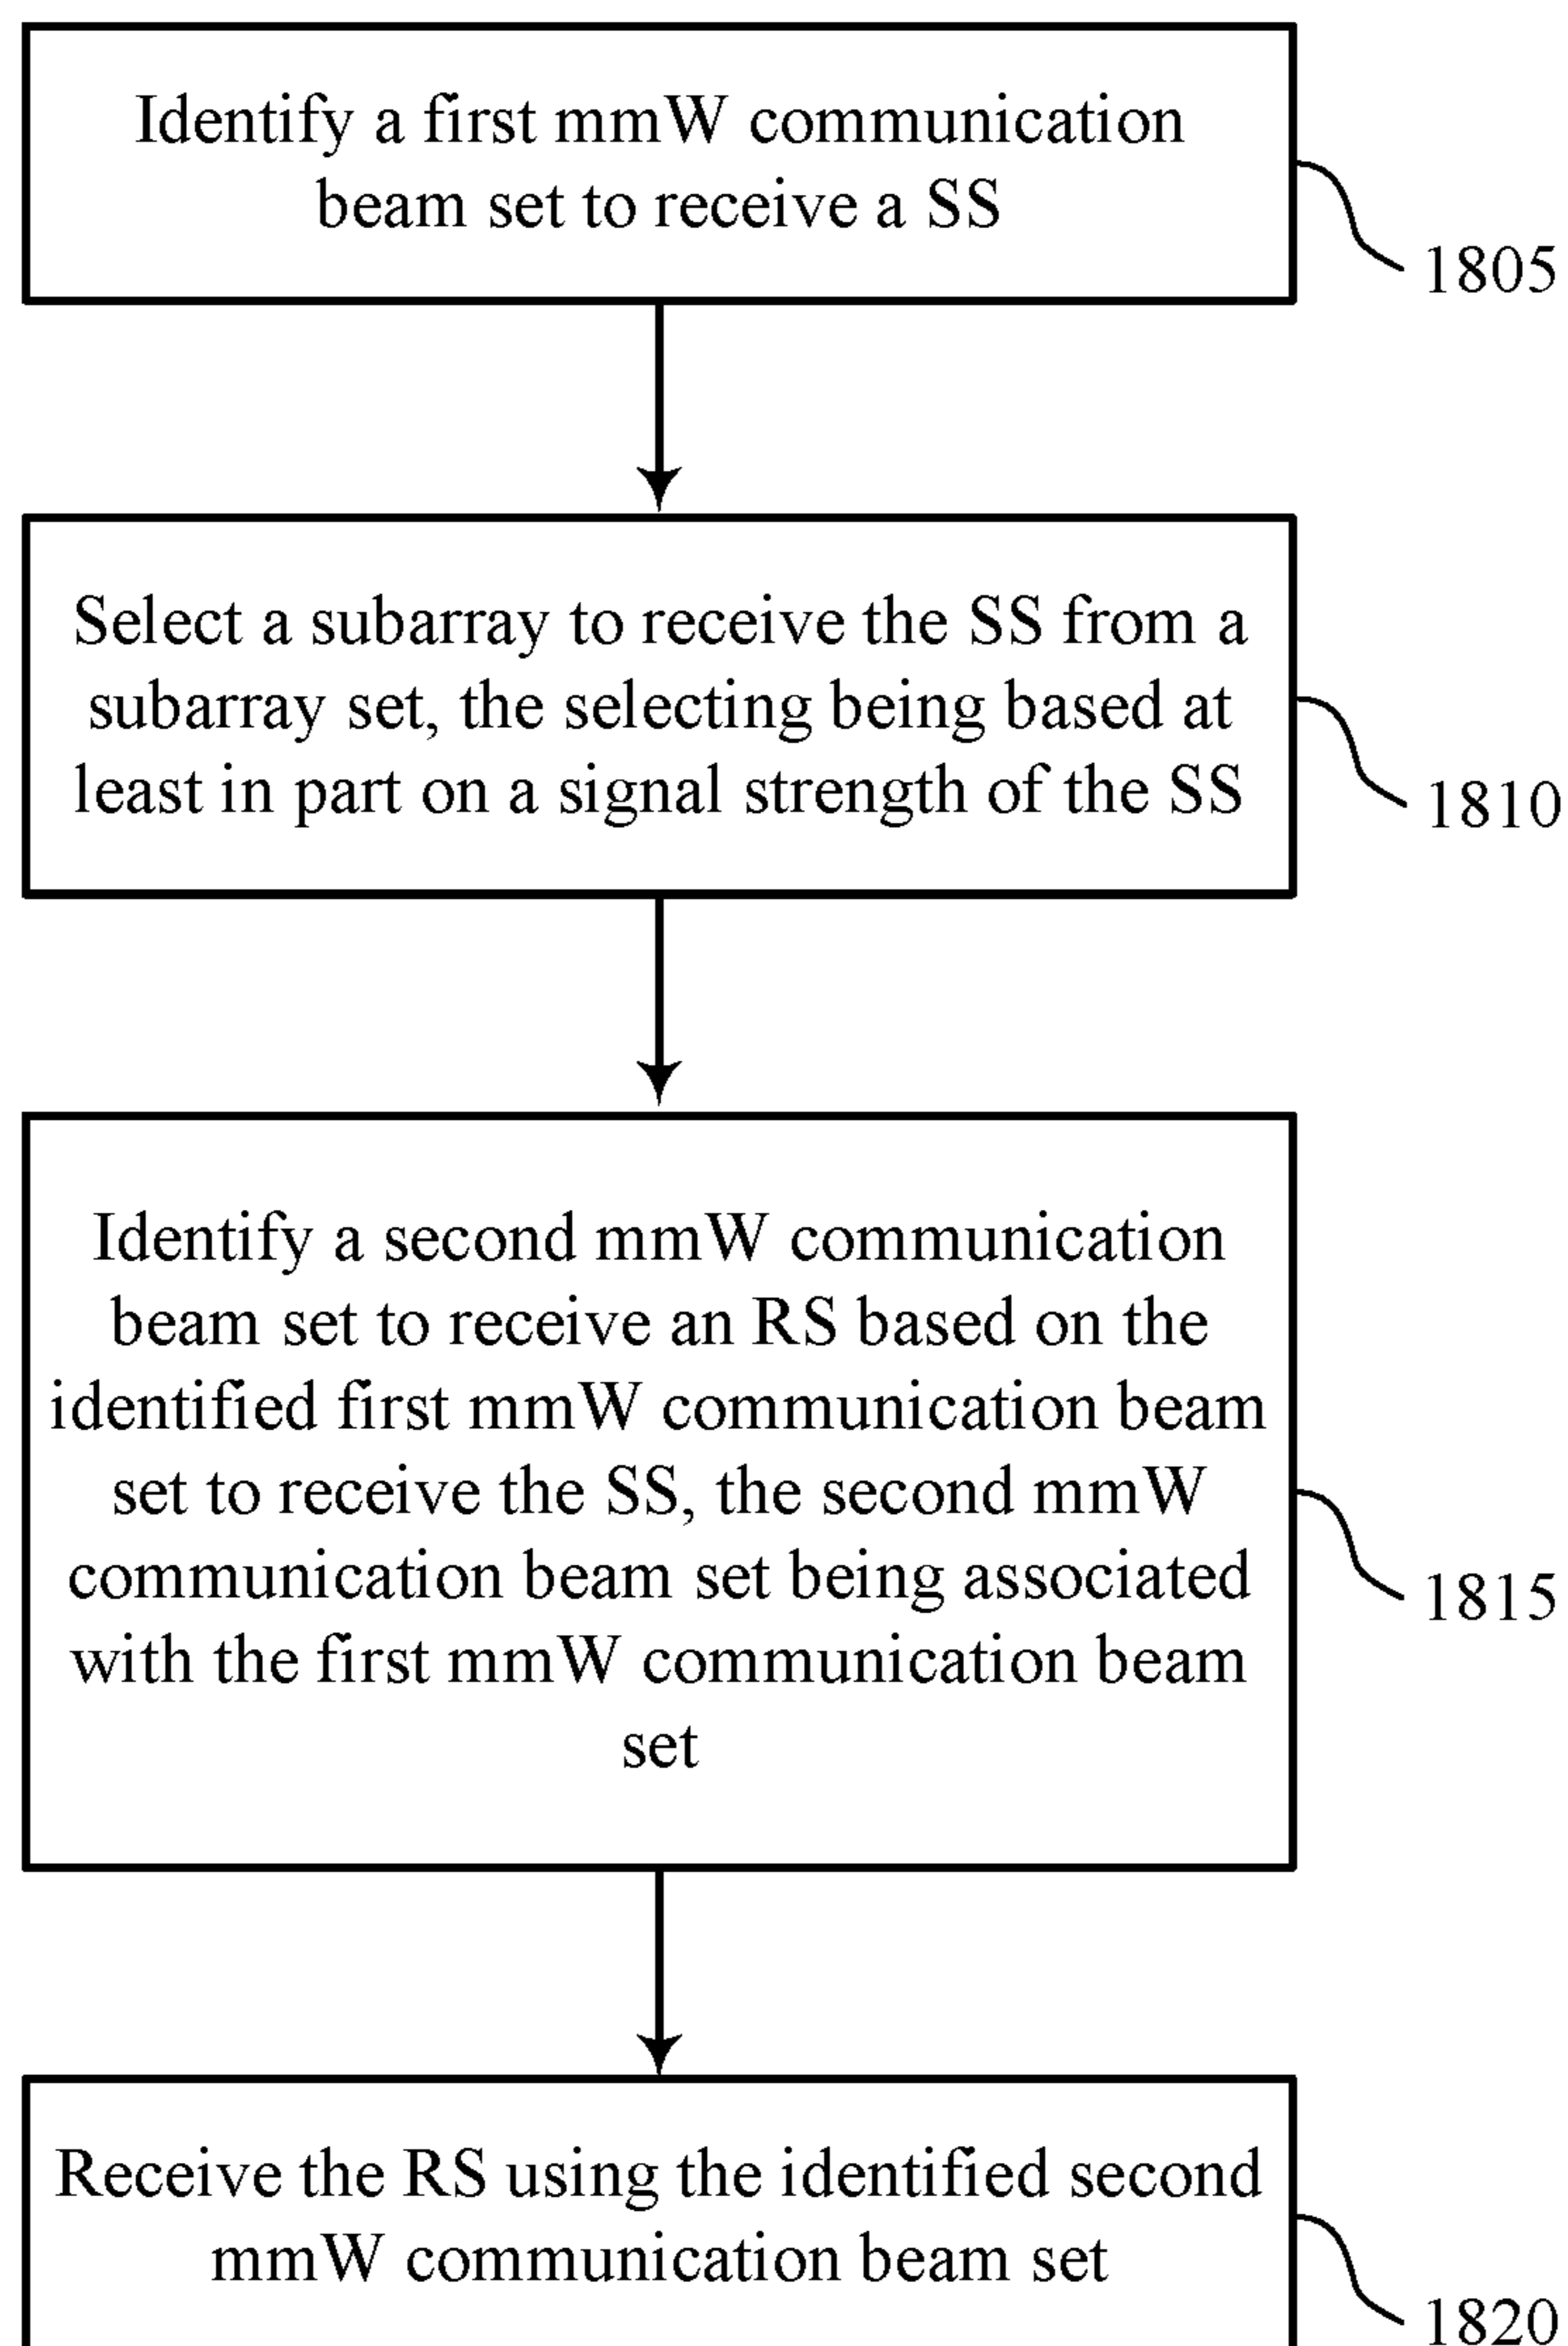 Identify a first mmW communication
beam set to receive a SS
1805
Select a subarray to receive the SS from a
subarray set, the selecting being based at
least in part on a signal strength of the SS
1810
Identify a second mmW communication
beam set to receive an RS based on the
identified first mmW communication beam
set to receive the SS, the second mmW
communication beam set being associated
with the first mmW communication beam
set
1815
Receive the RS using the identified second
mmW communication beam set
1820